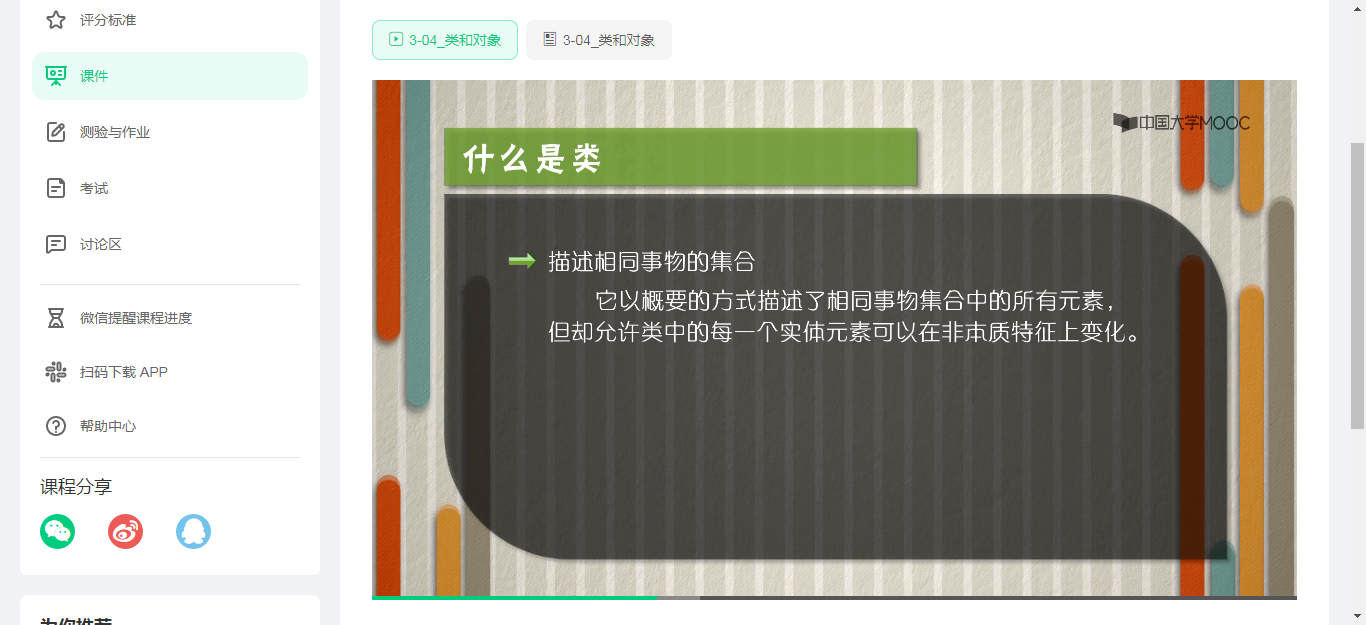 评分标准
课件
测验与作业
考试
讨论区
微信提醒课程进度
扫码下载 APP
帮助中心
课程分享
为你推荐
3-04_类和对象
3-04_类和对象
中国大学MOOC
什么是类
描述相同事物的集合
它以概要的方式描述了相同事物集合中的所有元素，
但却允许类中的每一个实体元素可以在非本质特征上变化。